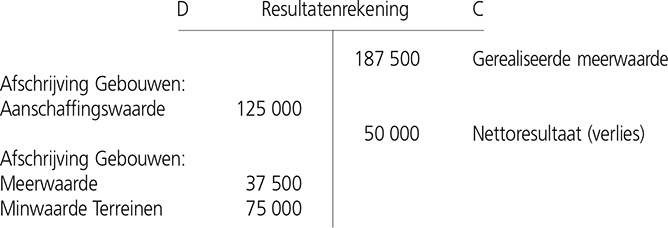 D Resultatenrekening C
187 500 Gerealiseerde meerwaarde
Afschrijving Gebouwen:
Aanschaffingswaarde 125 000
50 000 Nettoresultaat (verlies)
Afschrijving Gebouwen:
Meerwaarde 37 500
Minwaarde Terreinen 75 000